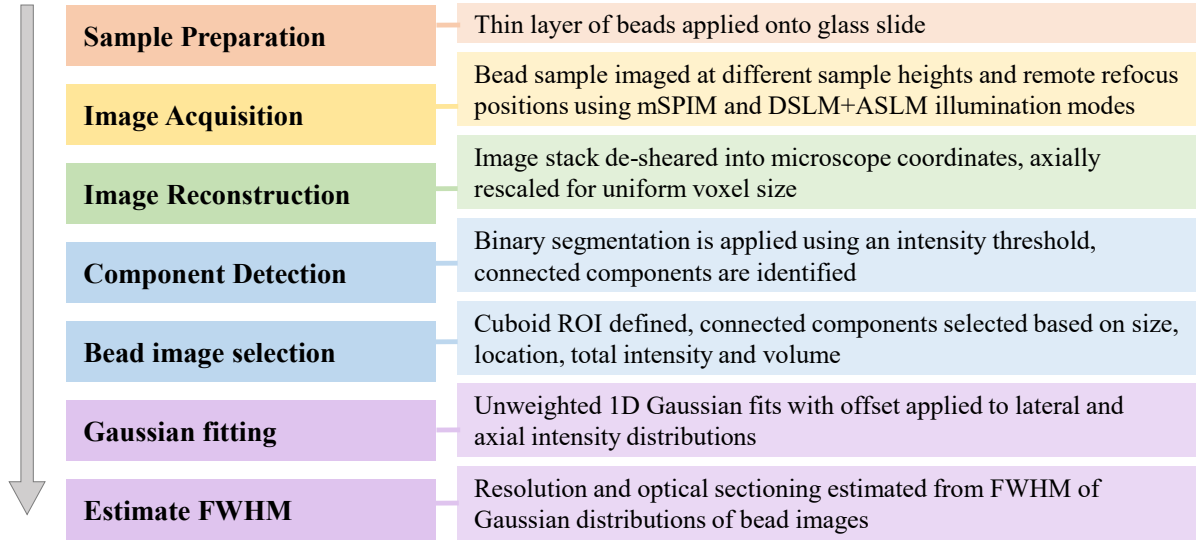 Sample Preparation
Thin layer of beads applied onto glass slide
Image Acquisition
Bead sample imaged at different sample heights and remote refocus
positions using mSPIM and DSLM+ASLM illumination modes
Image Reconstruction
Image stack de-sheared into microscope coordinates, axially
rescaled for uniform voxel size
Component Detection
Binary segmentation is applied using an intensity threshold,
connected components are identified
Bead image selection
Cuboid ROI defined, connected components selected based on size,
location, total intensity and volume
Gaussian fitting
Unweighted 1D Gaussian fits with offset applied to lateral and
axial intensity distributions
Estimate FWHM
Resolution and optical sectioning estimated from FWHM of
Gaussian distributions of bead images